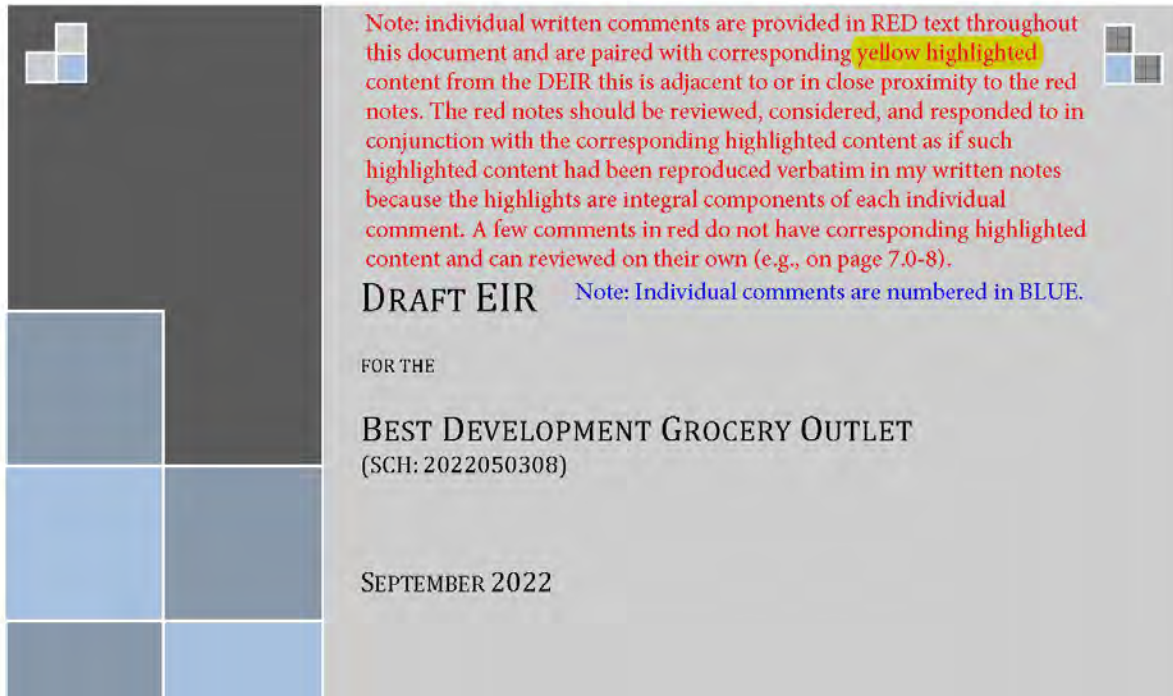 Note: individual written comments are provided in RED text throughout
this document and are paired with corresponding yellow highlighted
content from the DEIR this is adjacent to or in close proximity to the red
notes. The red notes should be reviewed, considered, and responded to in
conjunction with the corresponding highlighted content as if such
highlighted content had been reproduced verbatim in my written notes
because the highlights are integral components of each individual
comment. A few comments in red do not have corresponding highlighted
content and can reviewed on their own (e.g., on page 7.0-8).
DRAFT EIR
Note: Individual comments are numbered in BLUE.
FOR THE
BEST DEVELOPMENT GROCERY OUTLET
(SCH: 2022050308)
SEPTEMBER 2022